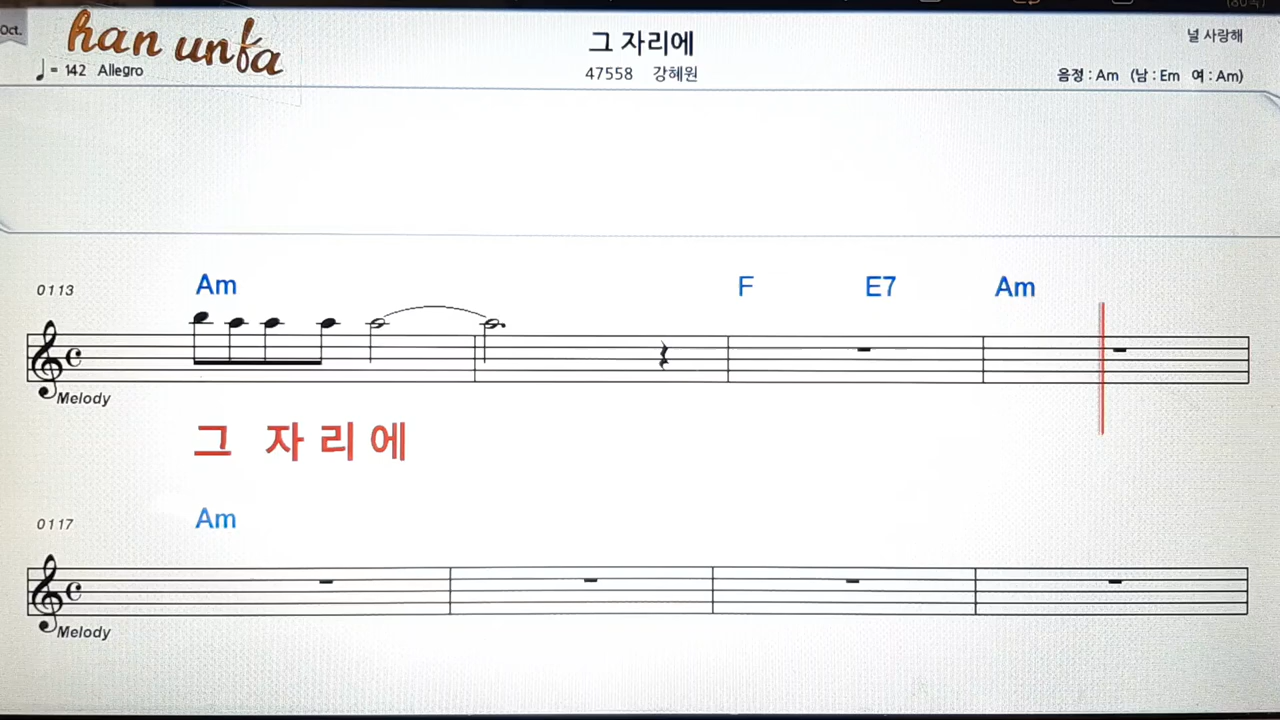 Oct.
han unfa
그 자리에
널 사랑해
= 142 Allegro
47558 강혜원
음정 : Am (남 : Em 여 : Am)
0113
Am F E7 Am
Melody
그 자리에
0117
Am
Melody